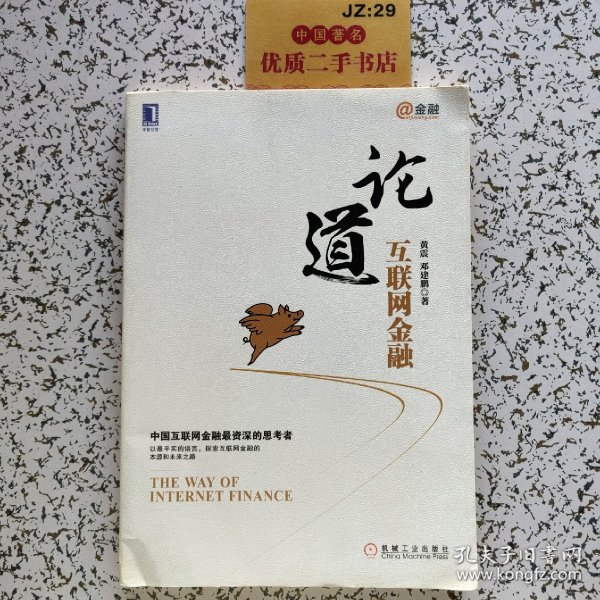 JZ:29
中国著名
优质二手书店
华章经管
@金融
论道
互联网金融
黄震 邓建鹏◎著
中国互联网金融最资深的思考者
以最平实的语言，探索互联网金融的
本源和未来之路
THE WAY OF
INTERNET FINANCE
机械工业出版社
China Machine Press
孔夫子旧书网
www.kongfz.com